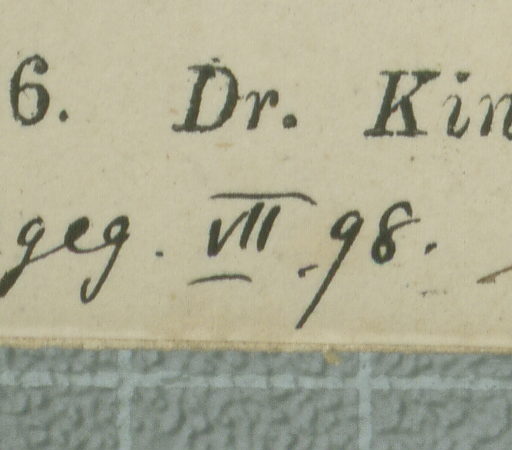 6. Dr. Kin
geg. VII. 98.